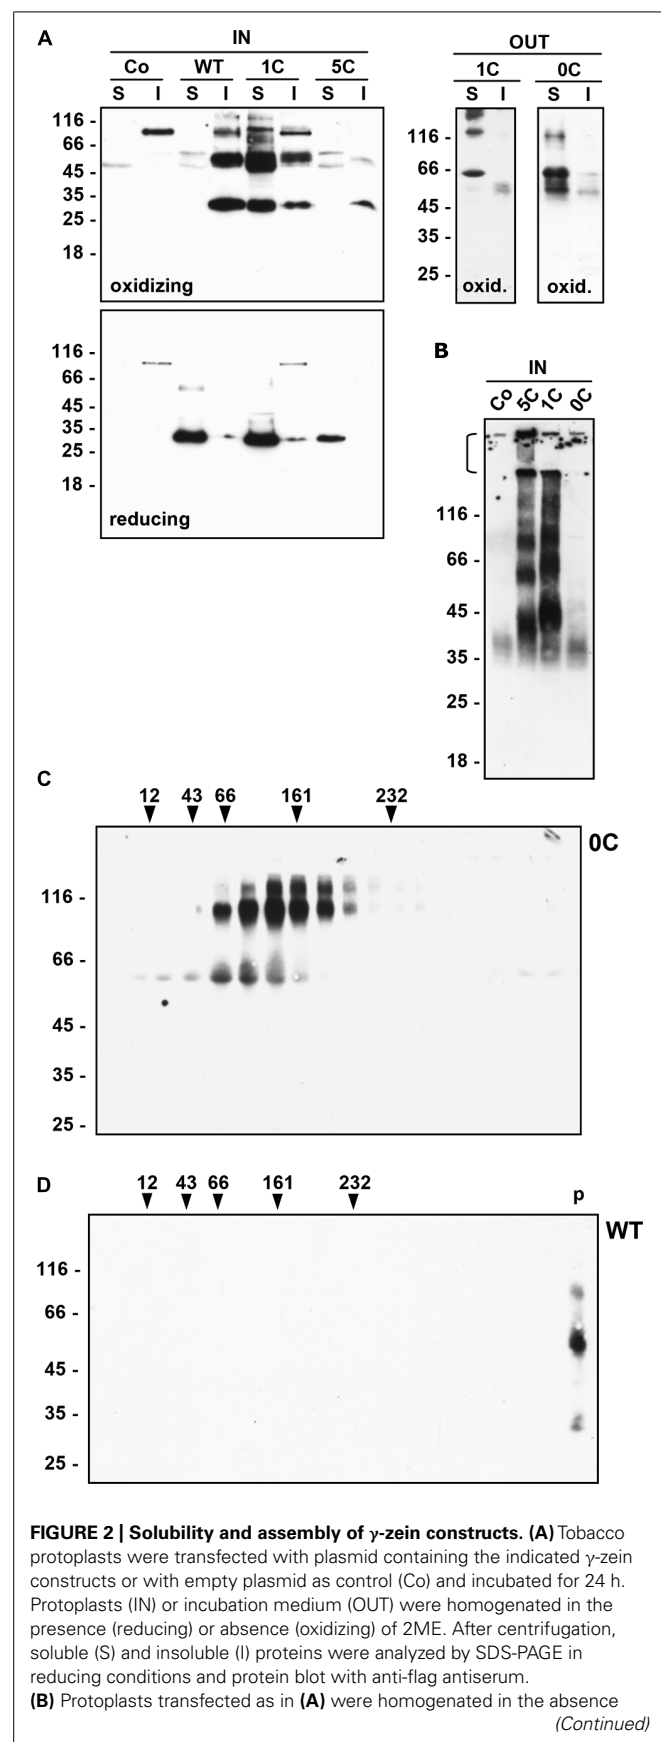 A
IN
Co WT 1C 5C
S I S I S I S I
116 -
66 -
45 -
35 -
25 -
18 -
oxidizing
116 -
66 -
45 -
35 -
25 -
18 -
reducing
OUT
1C 0C
S I S I
116 -
66 -
45 -
35 -
25 -
oxid. oxid.
B
IN
Co 5C 1C 0C
116 -
66 -
45 -
35 -
25 -
18 -
C
12 43 66 161 232
0C
116 -
66 -
45 -
35 -
25 -
D
12 43 66 161 232
p
WT
116 -
66 -
45 -
35 -
25 -
FIGURE 2 | Solubility and assembly of γ-zein constructs. (A) Tobacco
protoplasts were transfected with plasmid containing the indicated γ-zein
constructs or with empty plasmid as control (Co) and incubated for 24 h.
Protoplasts (IN) or incubation medium (OUT) were homogenated in the
presence (reducing) or absence (oxidizing) of 2ME. After centrifugation,
soluble (S) and insoluble (I) proteins were analyzed by SDS-PAGE in
reducing conditions and protein blot with anti-flag antiserum.
(B) Protoplasts transfected as in (A) were homogenated in the absence
(Continued)